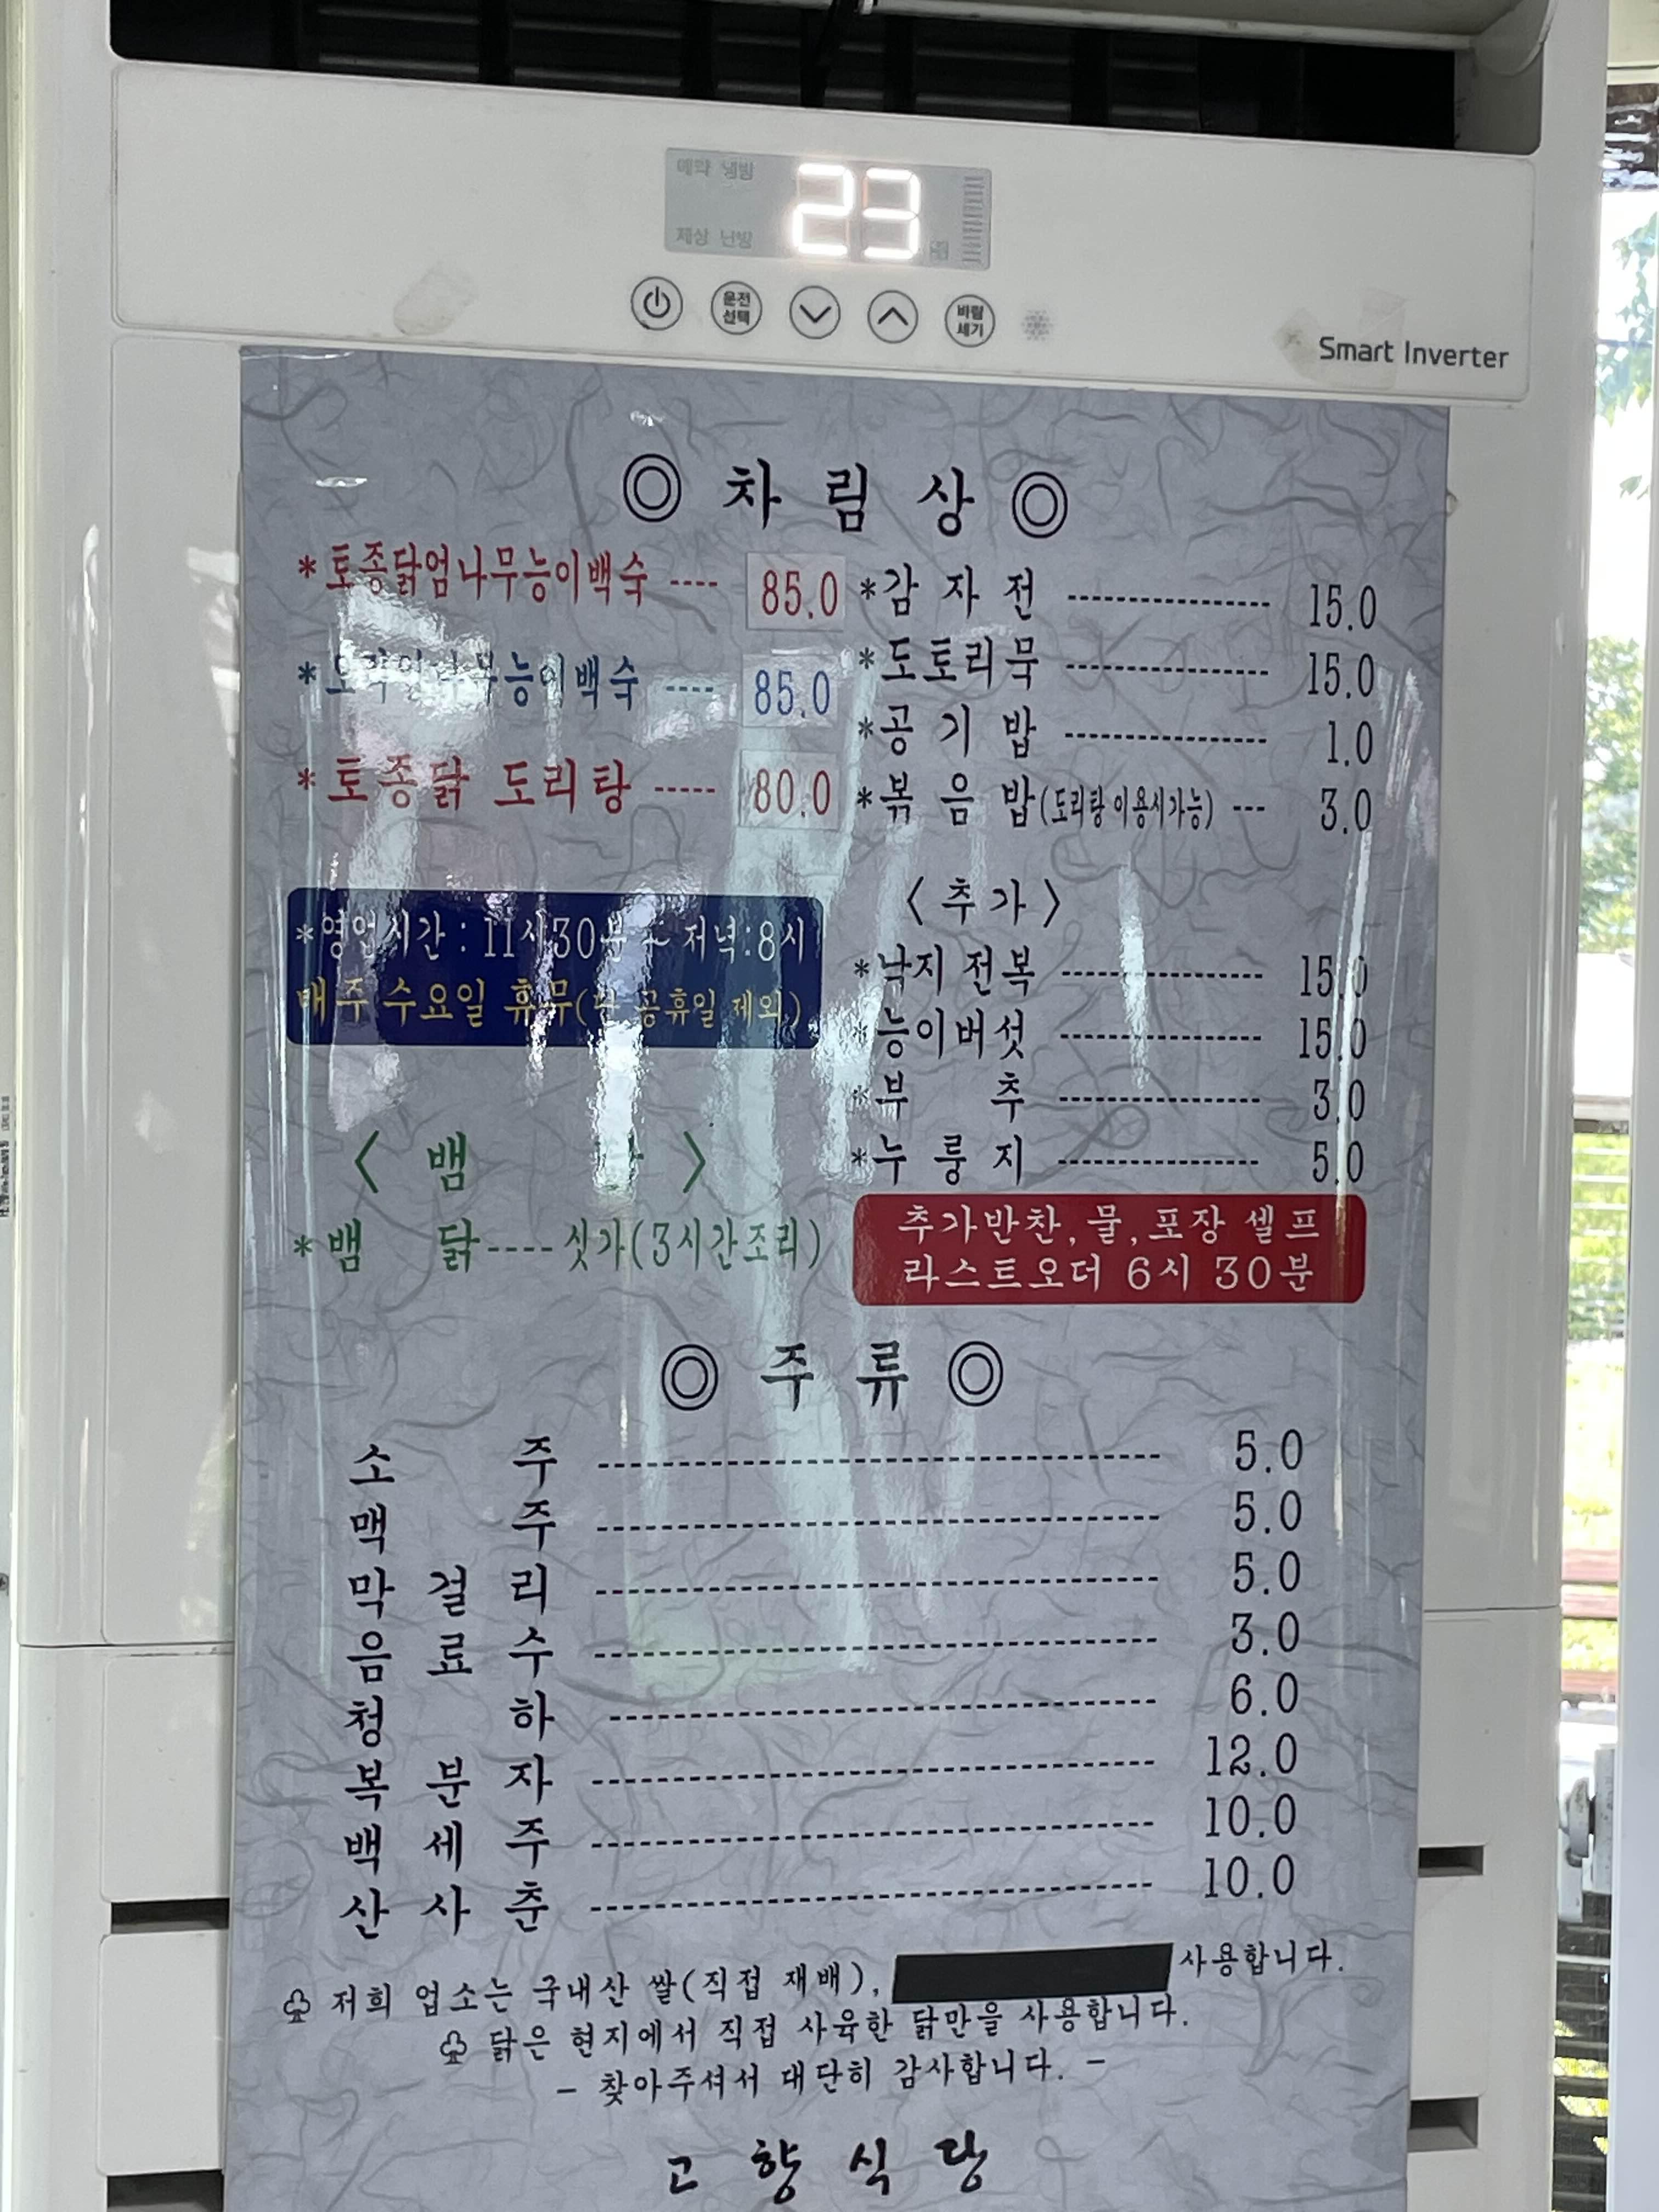 예약 냉방
23
제상 난방
운전
선택
바람
세기
Smart Inverter
◎ 차 림 상 ◎
*토종닭엄나무능이백숙 ---- 85.0
능이백숙 ---- 85.0
*토종닭 도리탕 ----- 80.0
*감 자 전 ---------------- 15.0
*도토리묵 ---------------- 15.0
*공 기 밥 ---------------- 1.0
*볶 음 밥(도리탕 이용시가능) --- 3.0
*영업시간 : 11시30분 ~ 저녁:8시
매주 수요일 휴무(단 공휴일 제외)
〈 추 가 〉
*낙지 전복 ---------------- 15.0
*능이버섯 ---------------- 15.0
*부 추 ---------------- 3.0
*누 룽 지 ---------------- 5.0
〈 뱀 닭 〉
*뱀 닭----싯가(3시간조리)
추가반찬, 물, 포장 셀프
라스트오더 6시 30분
◎ 주 류 ◎
소 주 ---------------- 5.0
맥 주 ---------------- 5.0
막 걸 리 ---------------- 5.0
음 료 수 ---------------- 3.0
청 하 ---------------- 6.0
복 분 자 ---------------- 12.0
백 세 주 ---------------- 10.0
산 사 춘 ---------------- 10.0
♧ 저희 업소는 국내산 쌀(직접 재배), 사용합니다.
♧ 닭은 현지에서 직접 사육한 닭만을 사용합니다.
- 찾아주셔서 대단히 감사합니다. -
고 향 식 당